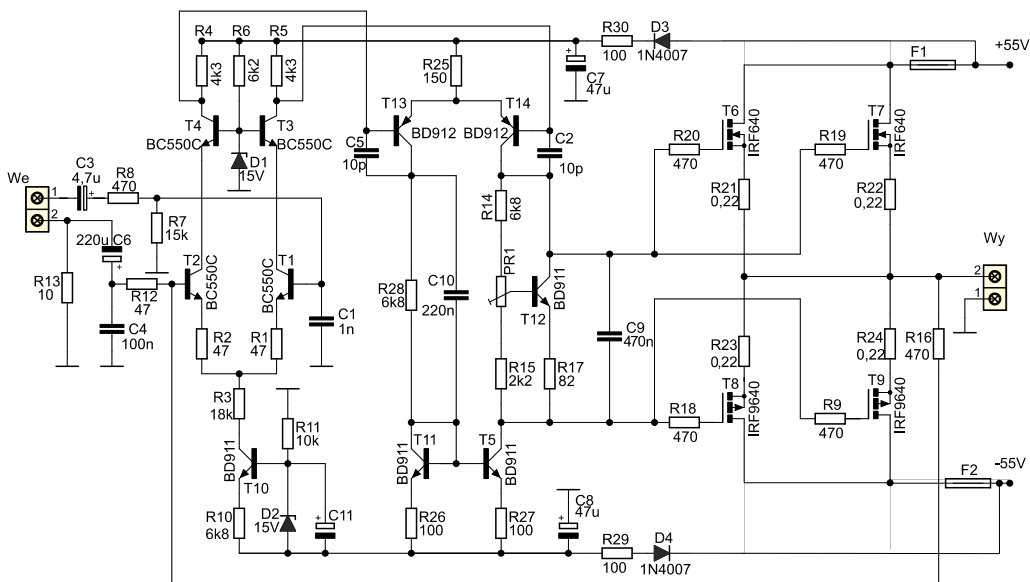 R4
4k3
R6
6k2
R5
4k3
R25
150
C7
47u
+
R30
100
D3
1N4007
F1
+55V
T4
BC550C
T3
BC550C
D1
15V
C5
10p
T13
BD912
T14
BD912
C2
10p
T6
IRF640
R20
470
T7
IRF640
R19
470
R21
0,22
R22
0,22
We
1
2
C3
4,7u
+
R8
470
R7
15k
220u
C6
+
R13
10
R12
47
C4
100n
T2
BC550C
T1
BC550C
R2
47
R1
47
C1
1n
R14
6k8
PR1
T12
BD911
R28
6k8
C10
220n
C9
470n
R15
2k2
R17
82
Wy
2
1
R23
0,22
R24
0,22
R16
470
T8
IRF9640
R18
470
T9
IRF9640
R9
470
R3
18k
R11
10k
BD911
T10
R10
6k8
D2
15V
C11
+
T11
BD911
T5
BD911
R26
100
R27
100
C8
47u
+
R29
100
D4
1N4007
F2
-55V